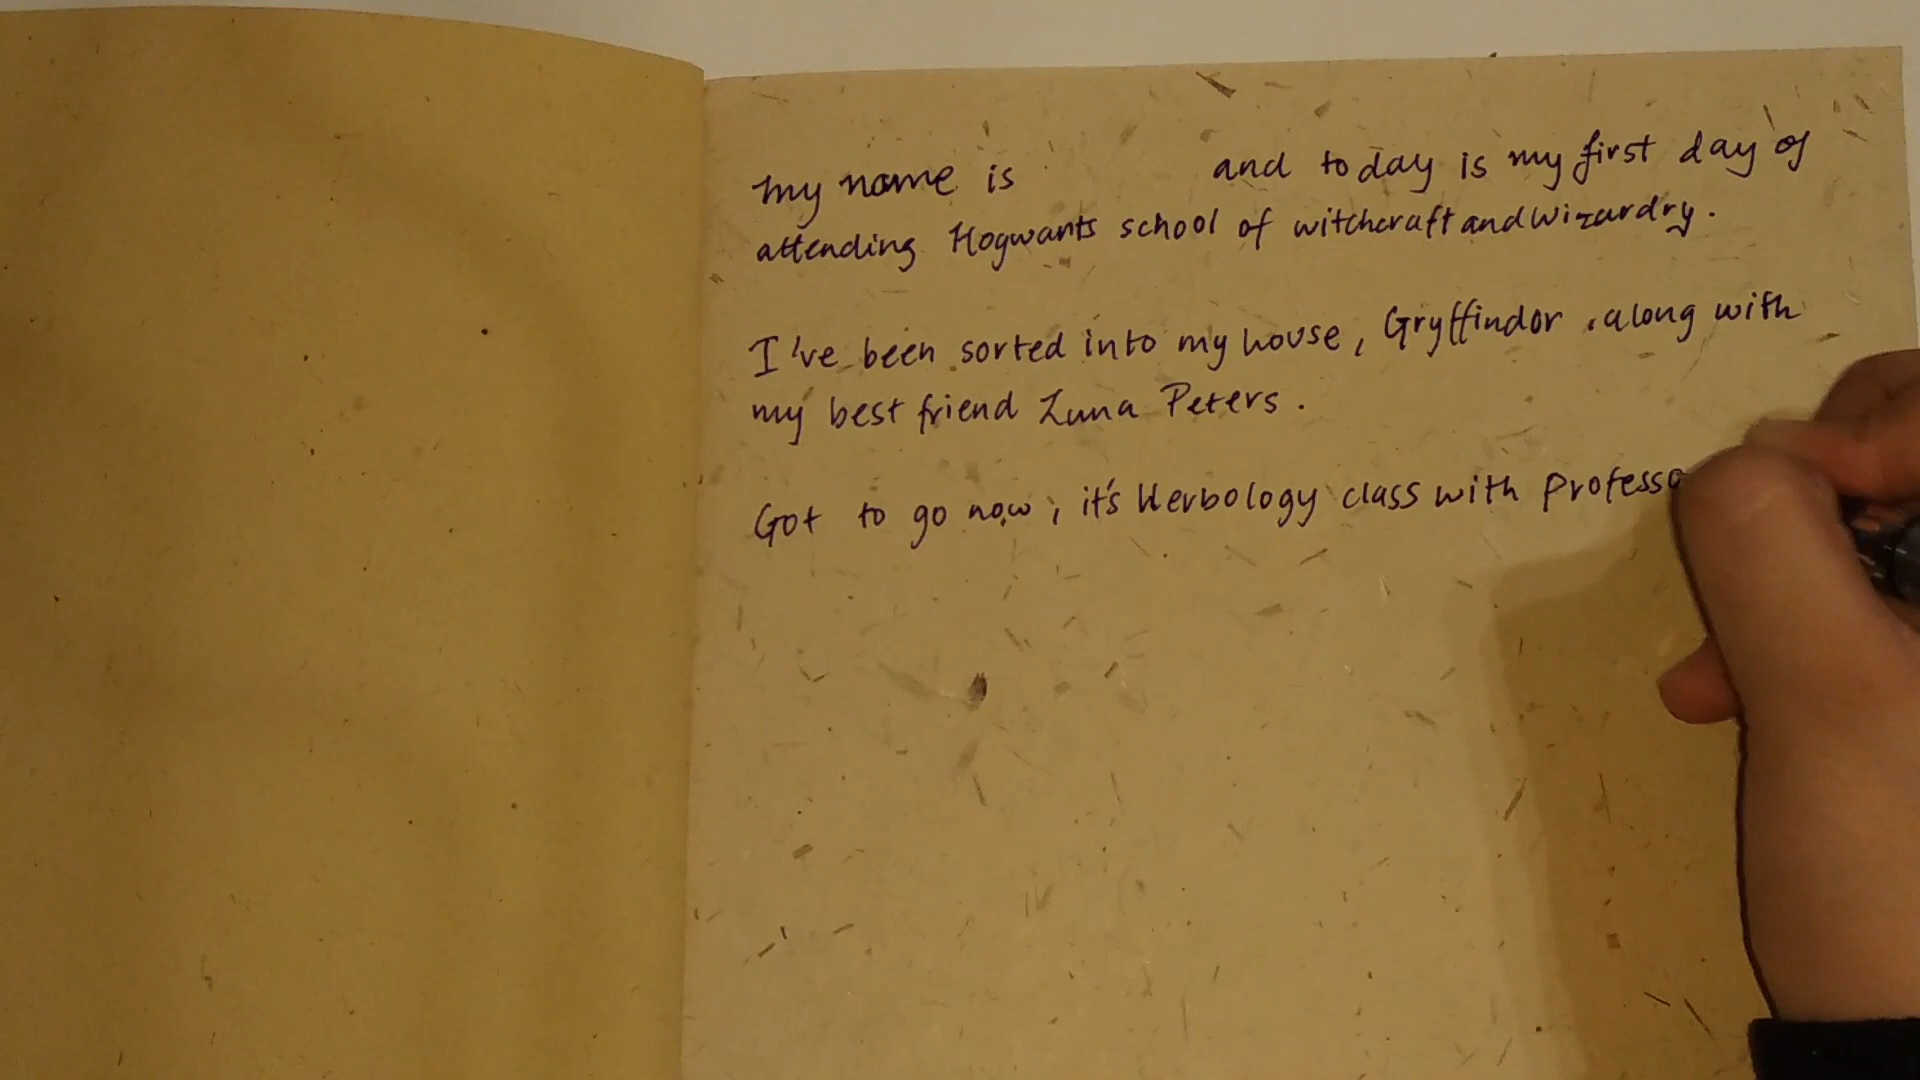 my name is and today is my first day of
attending Hogwarts school of witchcraft and Wizardry.
I've been sorted into my house, Gryffindor, along with
my best friend Luna Peters.
Got to go now, it's Herbology class with Professo